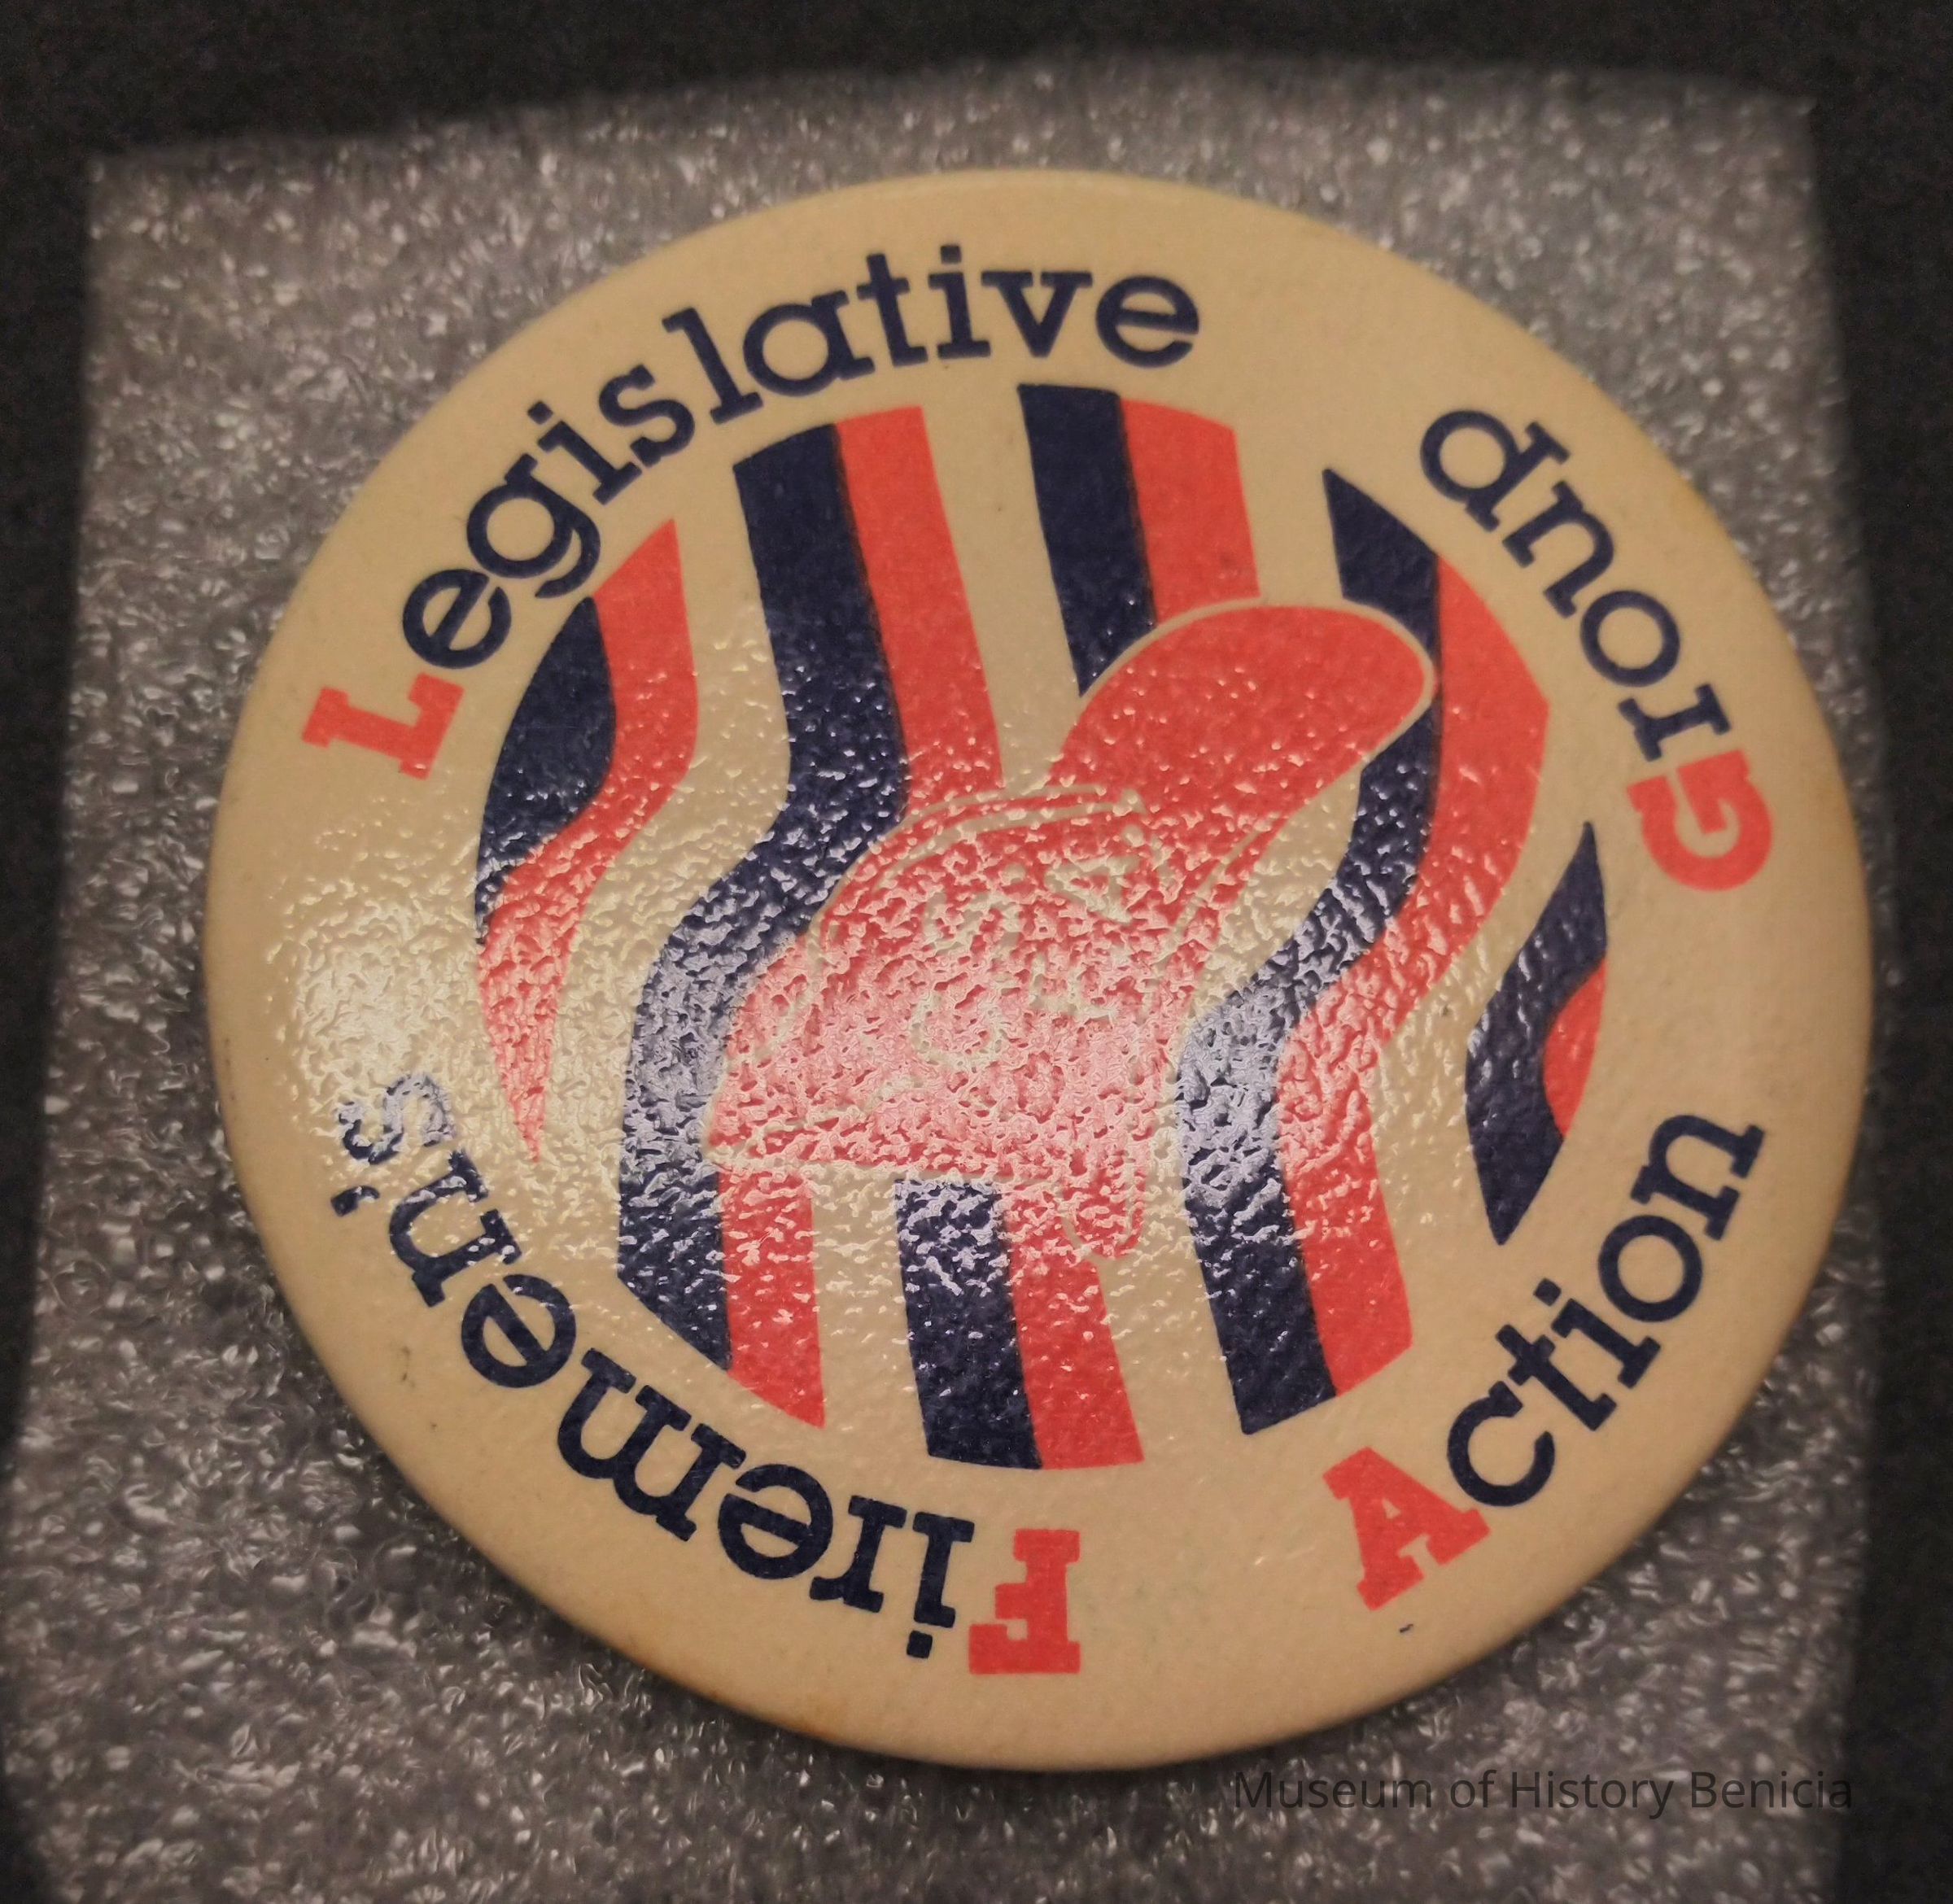 Firemen's
Legislative
Action
Group
Museum of History Benicia